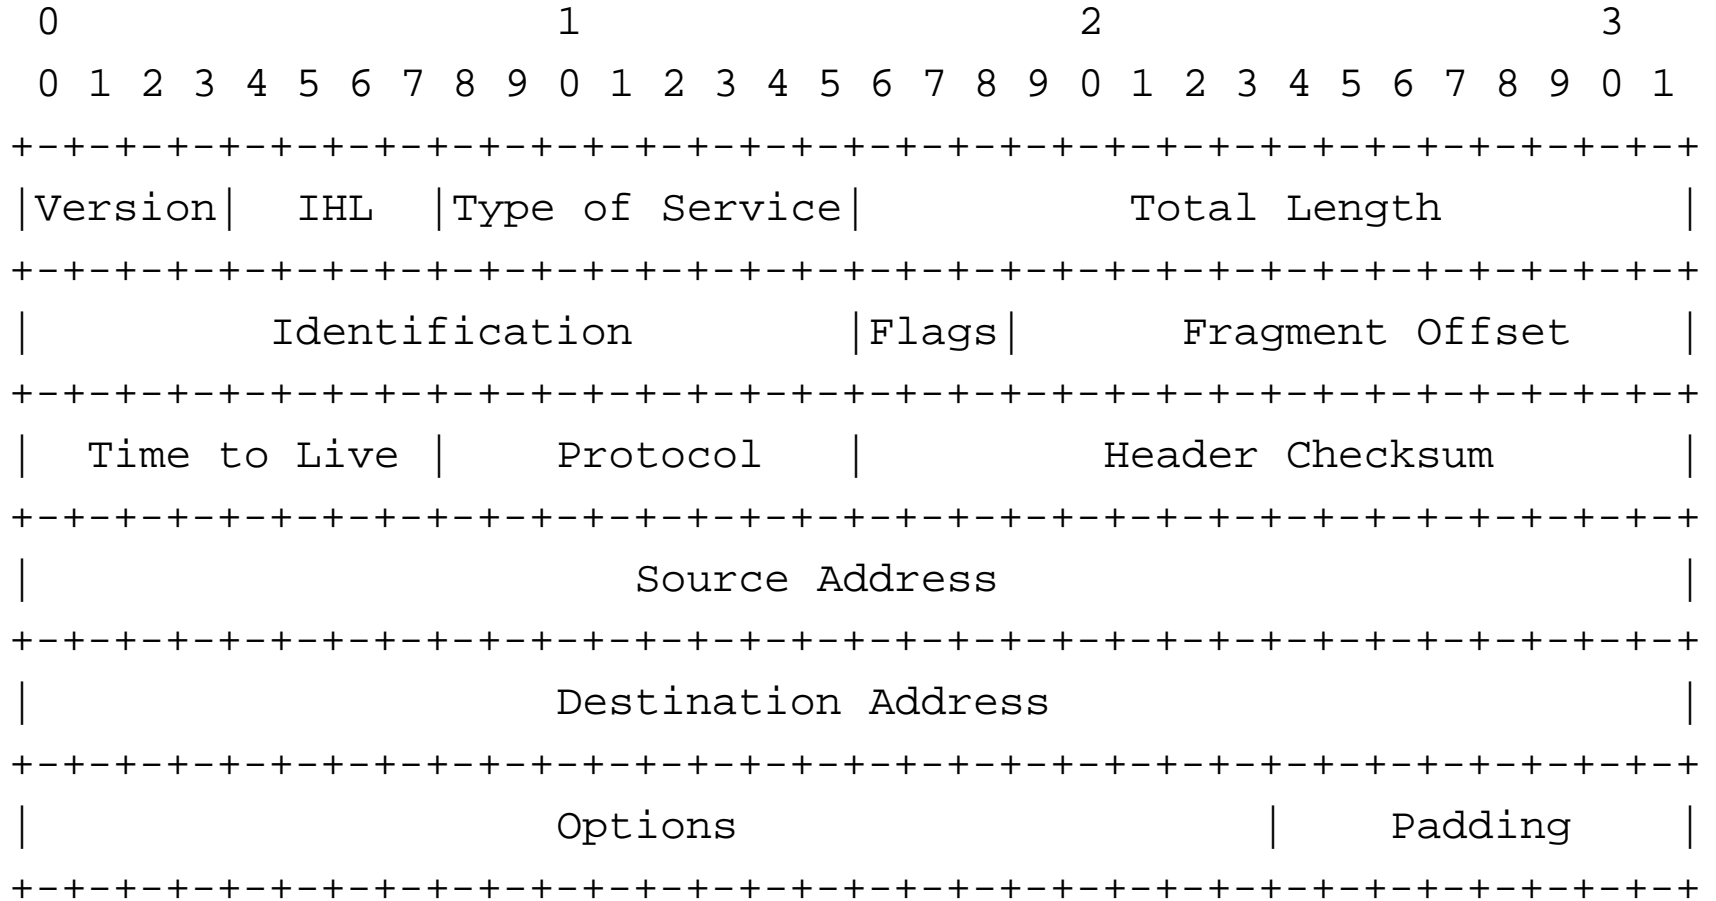 0                   1                   2                   3
 0 1 2 3 4 5 6 7 8 9 0 1 2 3 4 5 6 7 8 9 0 1 2 3 4 5 6 7 8 9 0 1
+-+-+-+-+-+-+-+-+-+-+-+-+-+-+-+-+-+-+-+-+-+-+-+-+-+-+-+-+-+-+-+-+
|Version|  IHL  |Type of Service|          Total Length         |
+-+-+-+-+-+-+-+-+-+-+-+-+-+-+-+-+-+-+-+-+-+-+-+-+-+-+-+-+-+-+-+-+
|         Identification        |Flags|      Fragment Offset    |
+-+-+-+-+-+-+-+-+-+-+-+-+-+-+-+-+-+-+-+-+-+-+-+-+-+-+-+-+-+-+-+-+
|  Time to Live |    Protocol   |         Header Checksum       |
+-+-+-+-+-+-+-+-+-+-+-+-+-+-+-+-+-+-+-+-+-+-+-+-+-+-+-+-+-+-+-+-+
|                       Source Address                          |
+-+-+-+-+-+-+-+-+-+-+-+-+-+-+-+-+-+-+-+-+-+-+-+-+-+-+-+-+-+-+-+-+
|                    Destination Address                        |
+-+-+-+-+-+-+-+-+-+-+-+-+-+-+-+-+-+-+-+-+-+-+-+-+-+-+-+-+-+-+-+-+
|                    Options                    |    Padding    |
+-+-+-+-+-+-+-+-+-+-+-+-+-+-+-+-+-+-+-+-+-+-+-+-+-+-+-+-+-+-+-+-+